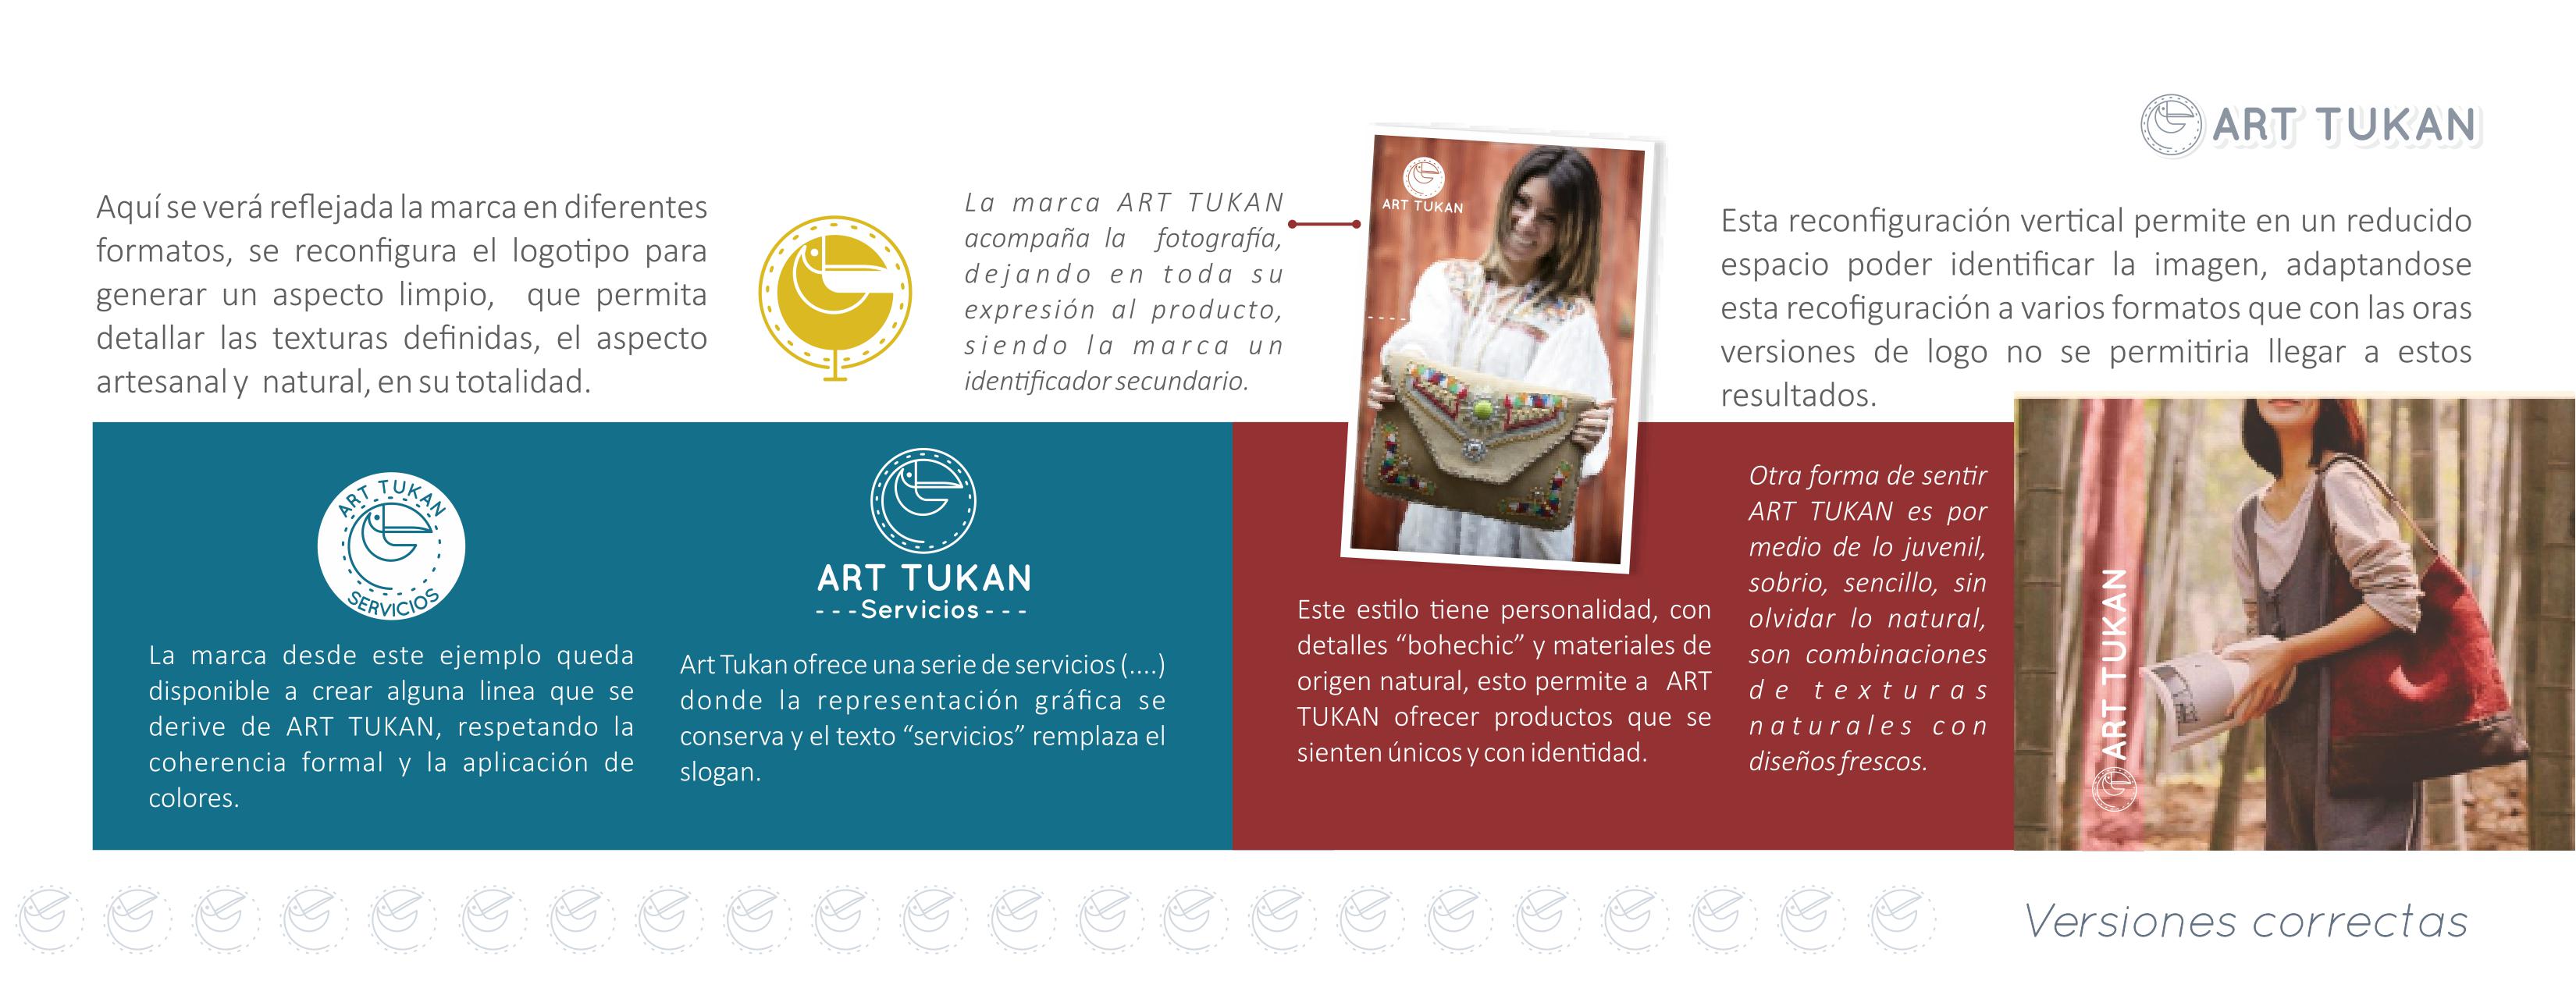 ART TUKAN
Aquí se verá reflejada la marca en diferentes
formatos, se reconfigura el logotipo para
generar un aspecto limpio, que permita
detallar las texturas definidas, el aspecto
artesanal y natural, en su totalidad.
La marca ART TUKAN
acompaña la fotografía,
dejando en toda su
expresión al producto,
siendo la marca un
identificador secundario.
ART TUKAN
Esta reconfiguración vertical permite en un reducido
espacio poder identificar la imagen, adaptandose
esta recofiguración a varios formatos que con las oras
versiones de logo no se permitiria llegar a estos
resultados.
ART TUKAN
SERVICIOS
La marca desde este ejemplo queda
disponible a crear alguna linea que se
derive de ART TUKAN, respetando la
coherencia formal y la aplicación de
colores.
ART TUKAN
---Servicios---
Art Tukan ofrece una serie de servicios (....)
donde la representación gráfica se
conserva y el texto “servicios” remplaza el
slogan.
Este estilo tiene personalidad, con
detalles “bohechic” y materiales de
origen natural, esto permite a ART
TUKAN ofrecer productos que se
sienten únicos y con identidad.
Otra forma de sentir
ART TUKAN es por
medio de lo juvenil,
sobrio, sencillo, sin
olvidar lo natural,
son combinaciones
de texturas
naturales con
diseños frescos.
ART TUKAN
Versiones correctas